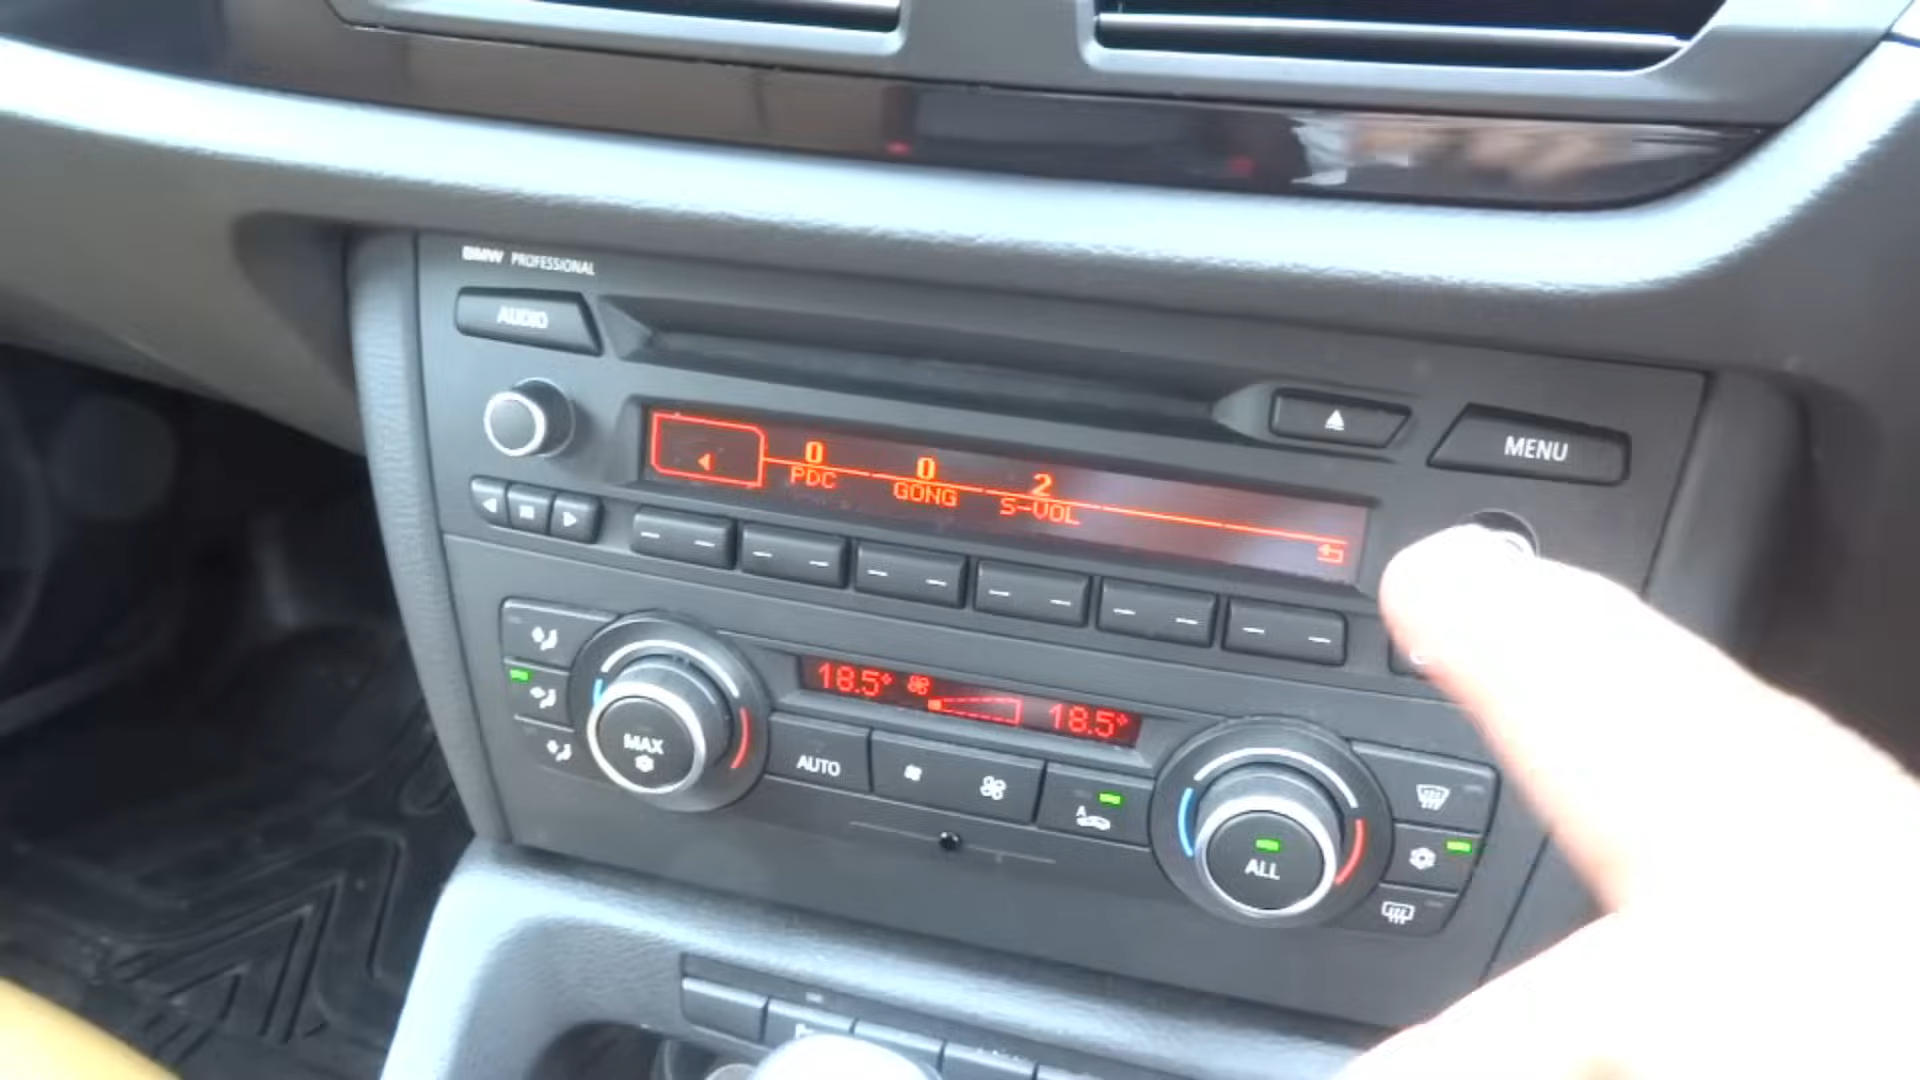 BMW PROFESSIONAL
AUDIO
MENU
0 0 2
PDC GONG S-VOL
18.5° 18.5°
MAX
AUTO
A
ALL